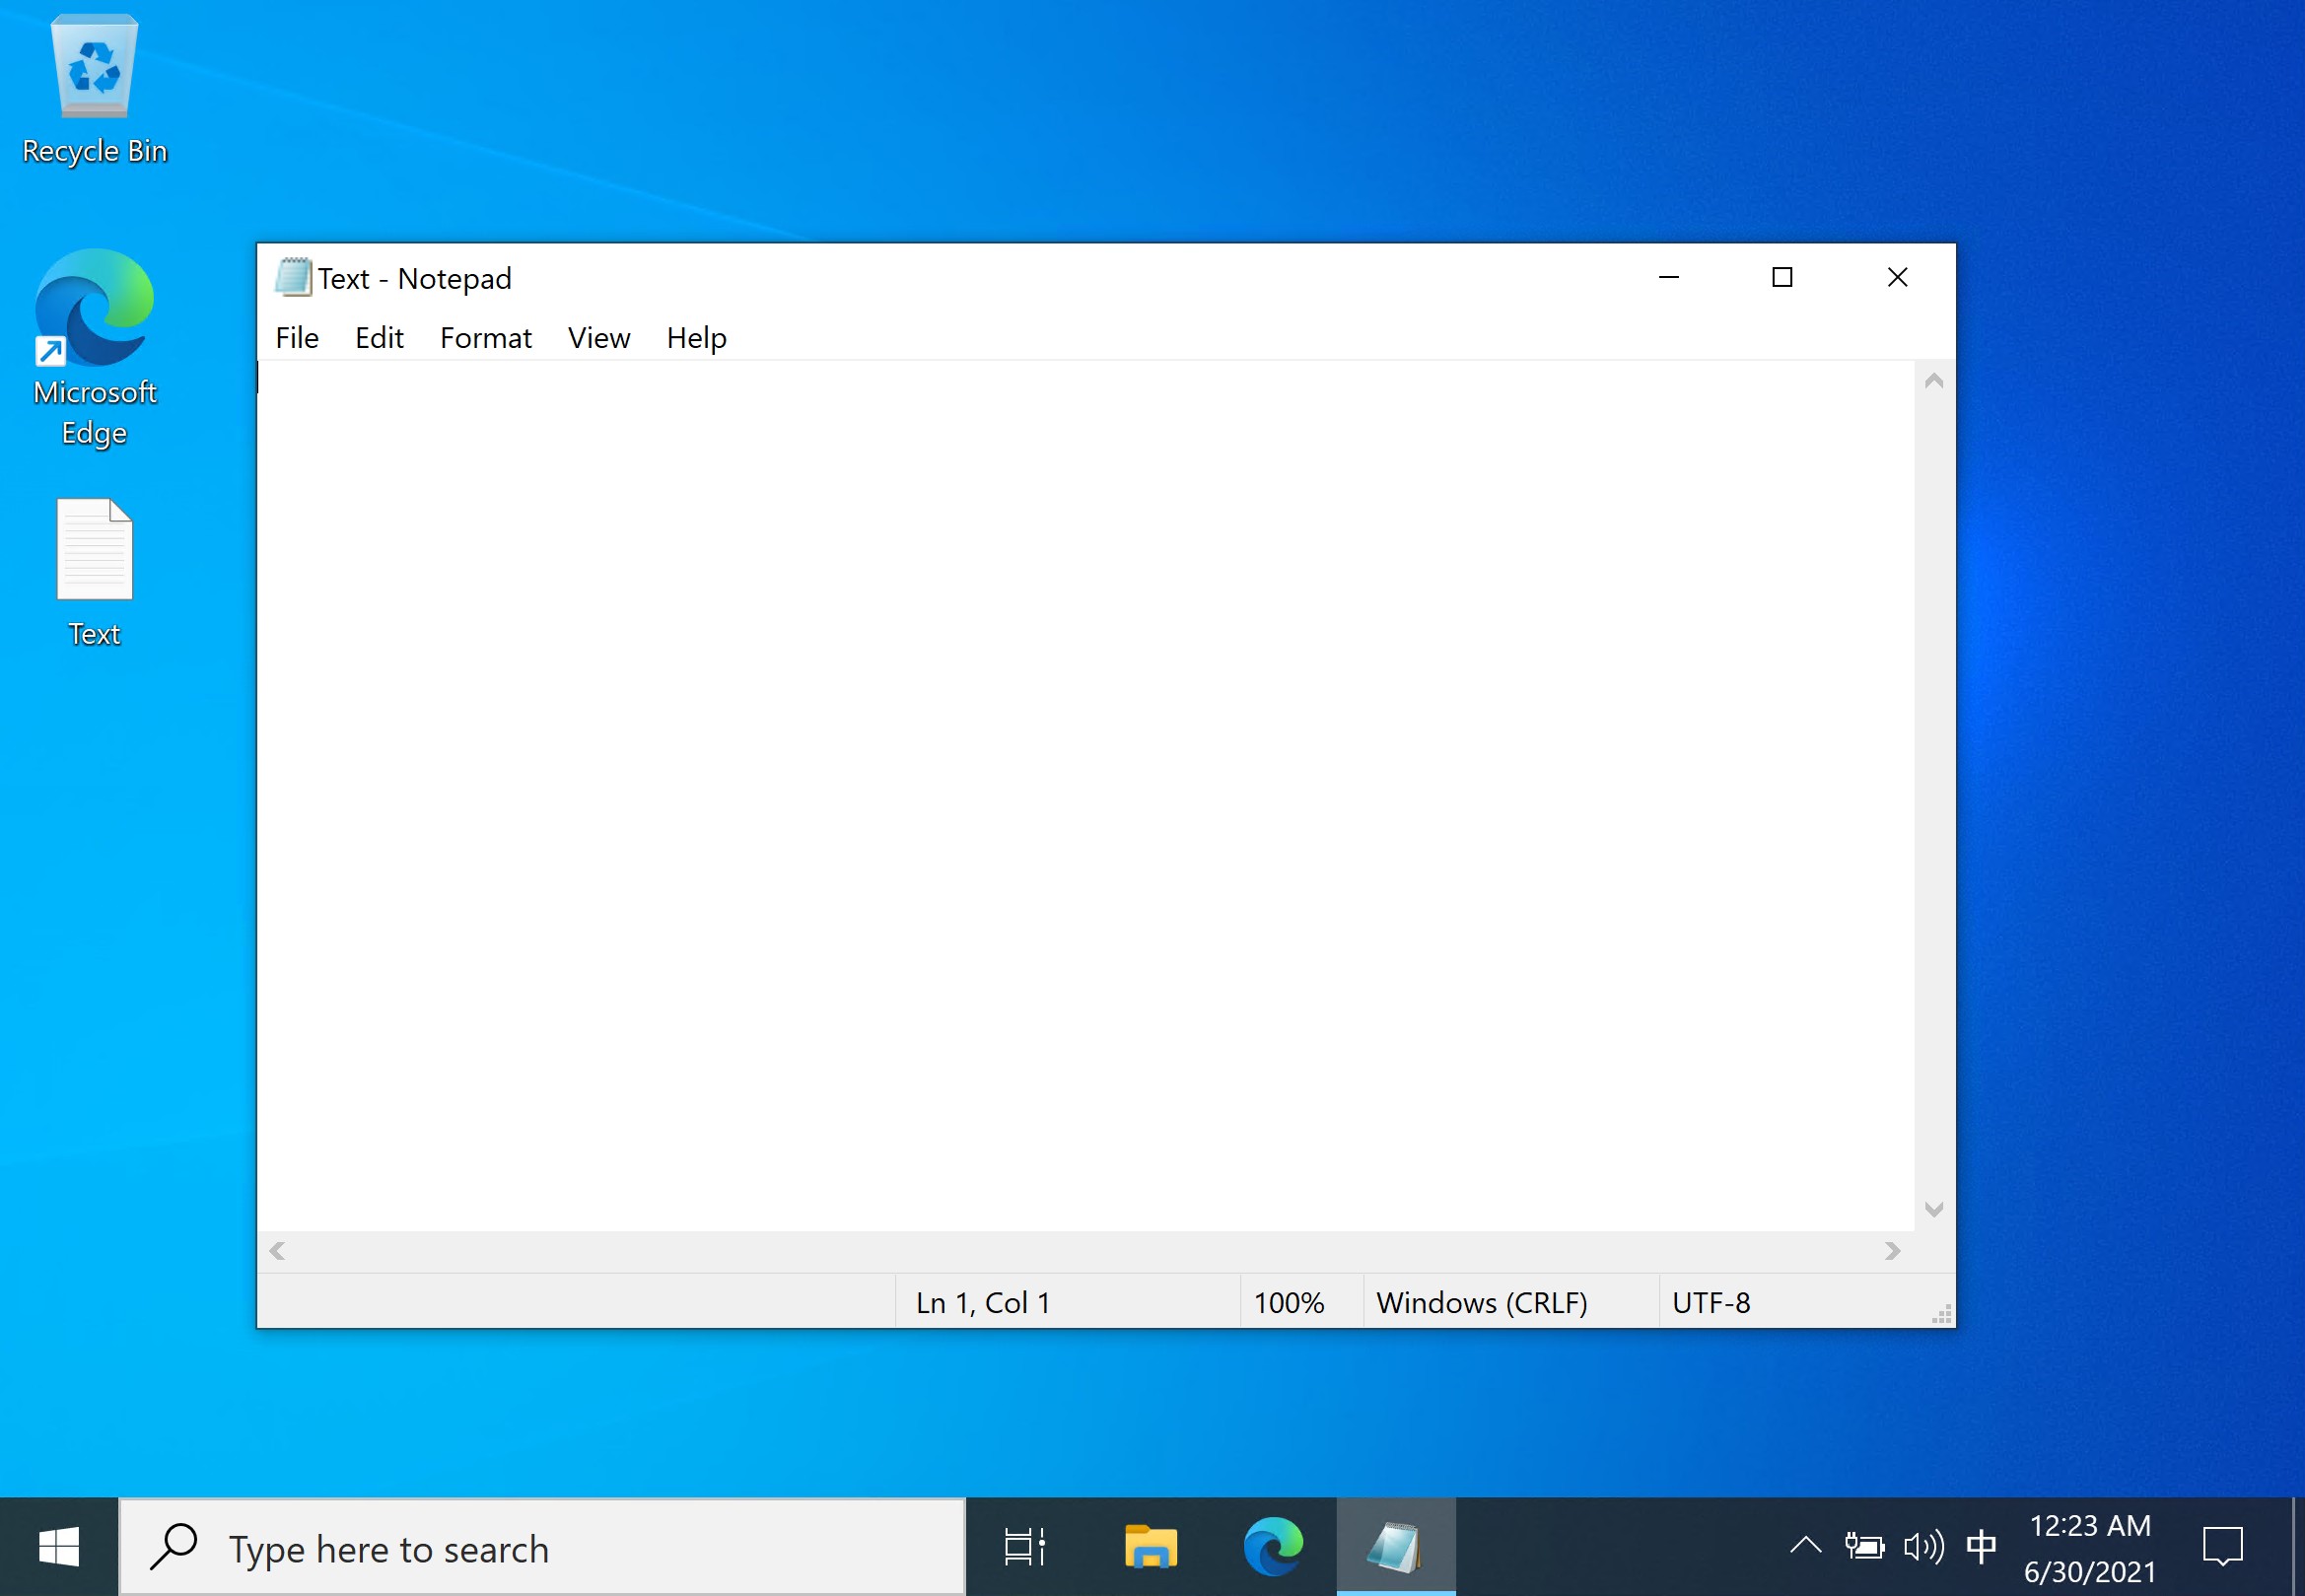 Recycle Bin
Microsoft
Edge
Text
Text - Notepad
File Edit Format View Help
Ln 1, Col 1 100% Windows (CRLF) UTF-8
Type here to search
中
12:23 AM
6/30/2021